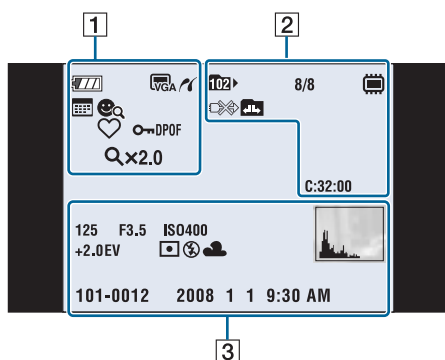 1
2
VGA
102
8/8
DPOF
×2.0
C:32:00
125 F3.5 ISO400
+2.0EV
101-0012 2008 1 1 9:30 AM
3